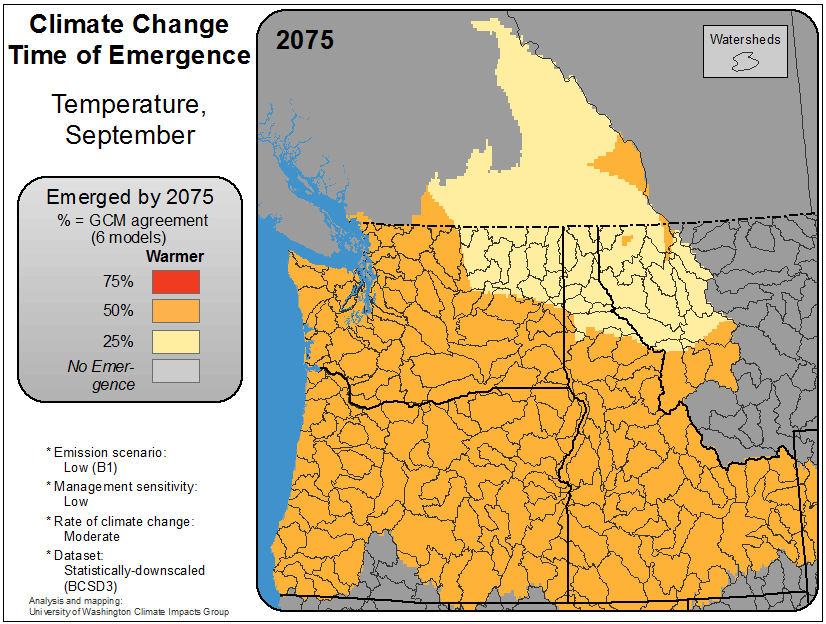 Climate Change
Time of Emergence
Temperature,
September
Emerged by 2075
% = GCM agreement
(6 models)
Warmer
75%
50%
25%
No Emer-
gence
* Emission scenario:
Low (B1)
* Management sensitivity:
Low
* Rate of climate change:
Moderate
* Dataset:
Statistically-downscaled
(BCSD3)
Analysis and mapping:
University of Washington Climate Impacts Group
2075
Watersheds